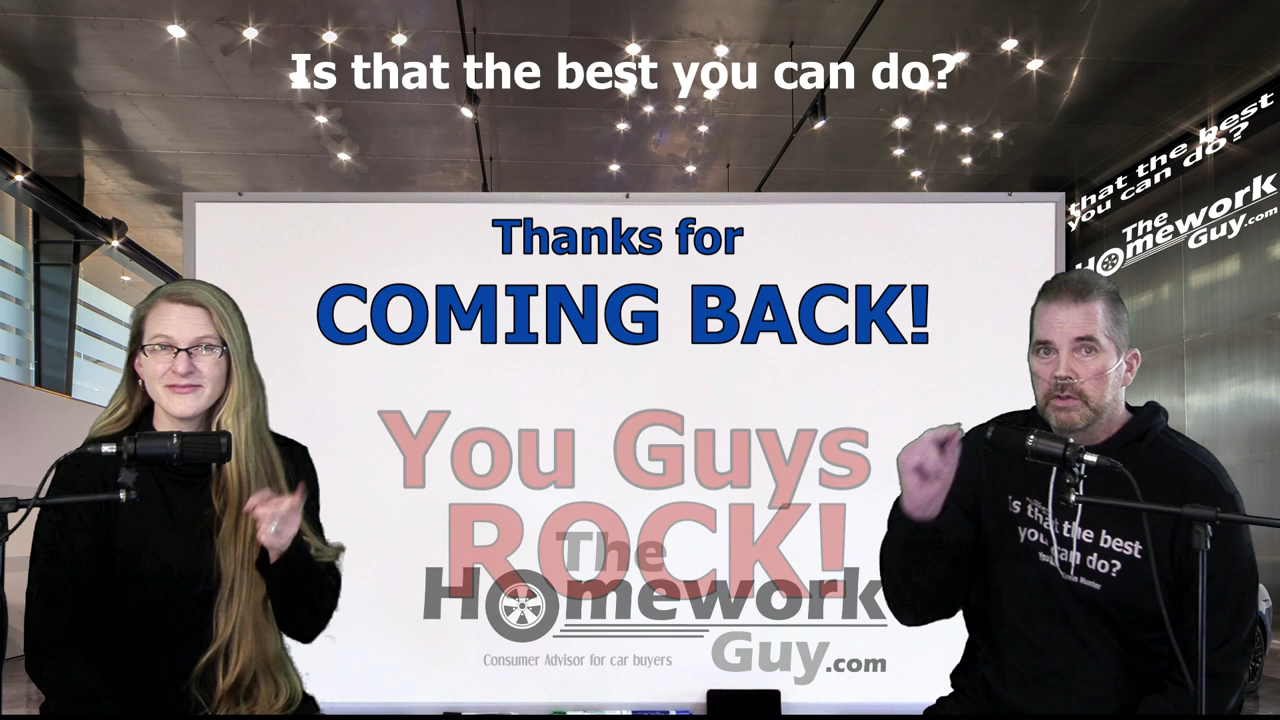 Is that the best you can do?
that the best
you can do?
The
Homework
Guy.com
Thanks for
COMING BACK!
You Guys
ROCK!
The
Homework
Guy.com
Consumer Advisor for car buyers
Is that the best
you can do?
Kevin Hunter